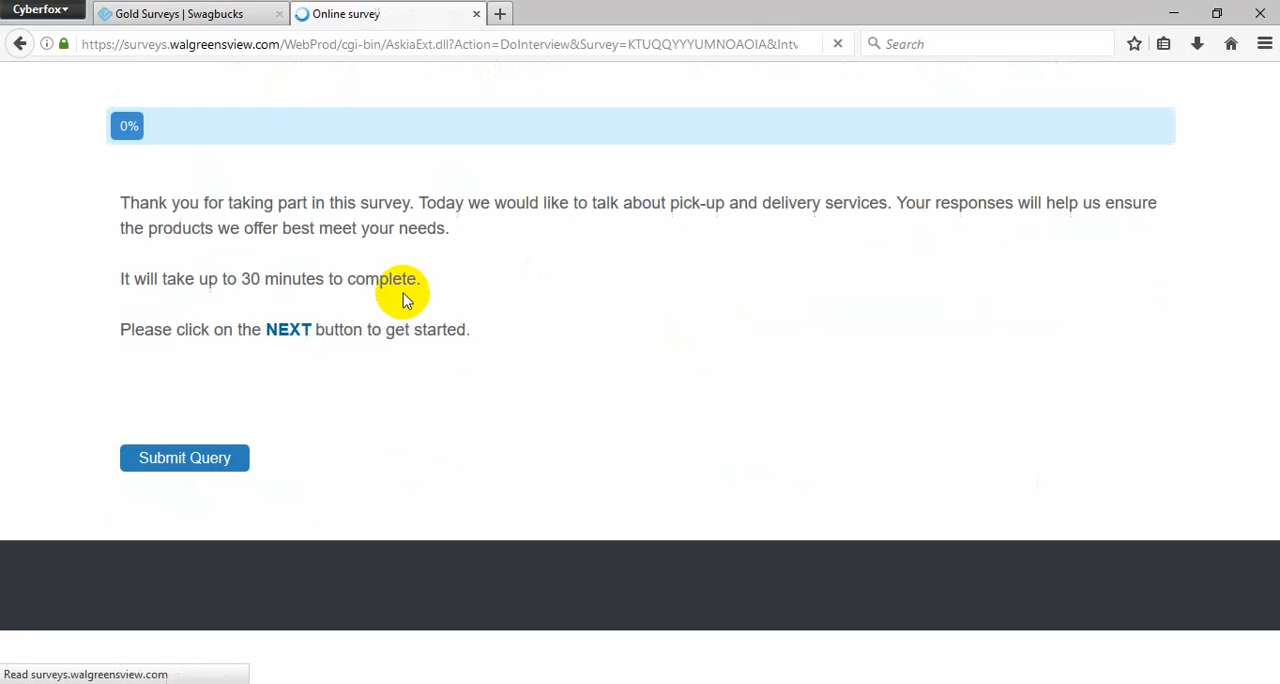 Cyberfox
Gold Surveys | Swagbucks
Online survey
https://surveys.walgreensview.com/WebProd/cgi-bin/AskiaExt.dll?Action=DoInterview&Survey=KTUQQYYYUMNOAOIA&Intv
Search
0%
Thank you for taking part in this survey. Today we would like to talk about pick-up and delivery services. Your responses will help us ensure
the products we offer best meet your needs.
It will take up to 30 minutes to complete.
Please click on the NEXT button to get started.
Submit Query
Read surveys.walgreensview.com